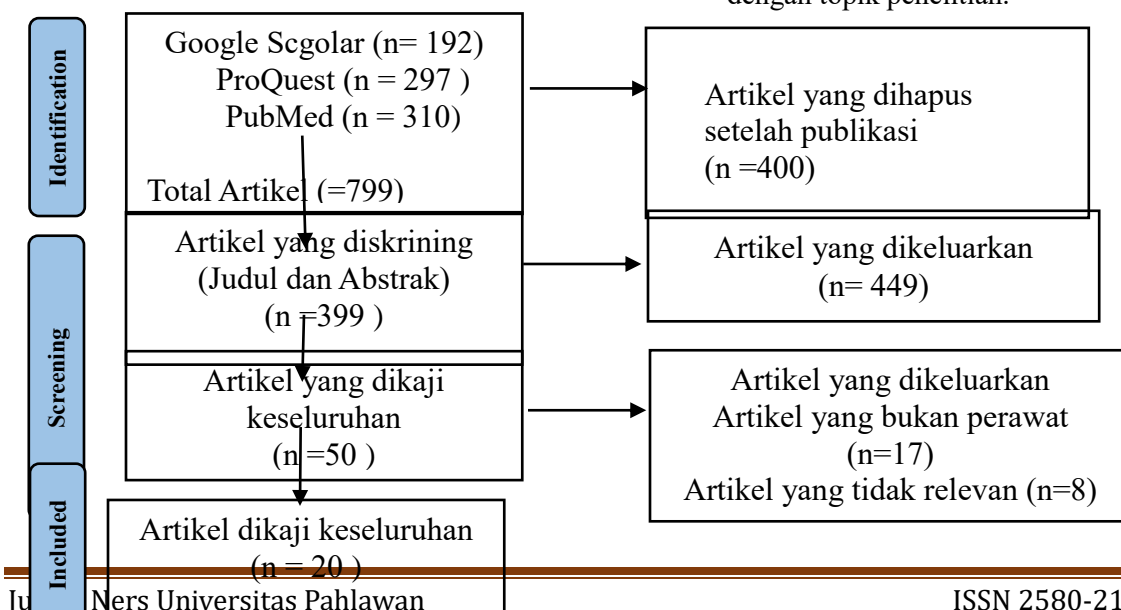 dengan topik penelitian.
Identification
Google Scgolar (n= 192)
ProQuest (n = 297 )
PubMed (n = 310)
Total Artikel (=799)
Artikel yang dihapus
setelah publikasi
(n =400)
Screening
Artikel yang diskrining
(Judul dan Abstrak)
(n =399 )
Artikel yang dikeluarkan
(n= 449)
Artikel yang dikaji
keseluruhan
(n =50 )
Artikel yang dikeluarkan
Artikel yang bukan perawat
(n=17)
Artikel yang tidak relevan (n=8)
Included
Artikel dikaji keseluruhan
(n = 20 )
Ners Universitas Pahlawan
ISSN 2580-21